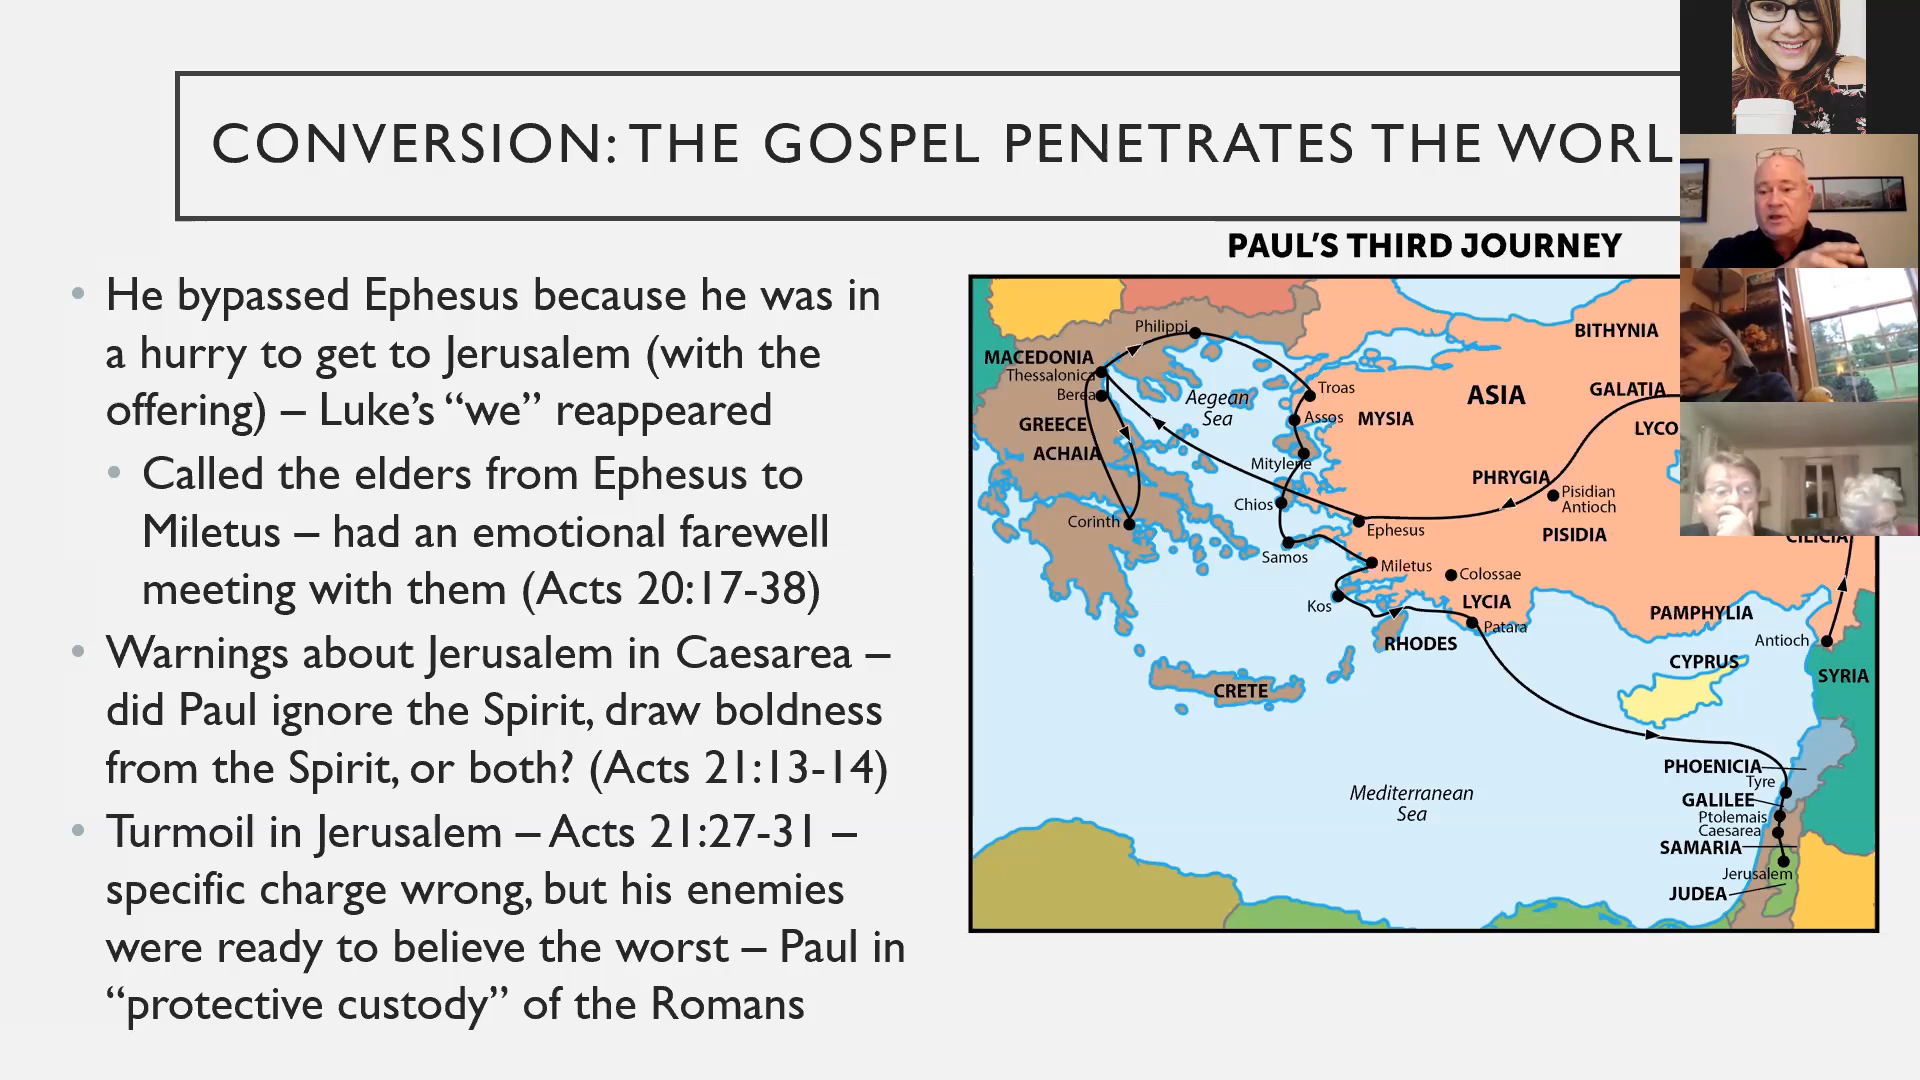 CONVERSION: THE GOSPEL PENETRATES THE WORL
PAUL'S THIRD JOURNEY
• He bypassed Ephesus because he was in
a hurry to get to Jerusalem (with the
offering) – Luke's “we” reappeared
• Called the elders from Ephesus to
Miletus – had an emotional farewell
meeting with them (Acts 20:17-38)
• Warnings about Jerusalem in Caesarea –
did Paul ignore the Spirit, draw boldness
from the Spirit, or both? (Acts 21:13-14)
• Turmoil in Jerusalem – Acts 21:27-31 –
specific charge wrong, but his enemies
were ready to believe the worst – Paul in
“protective custody” of the Romans
Philippi
BITHYNIA
MACEDONIA
Thessalonica
Berea
Troas
ASIA
GALATIA
Aegean
Sea
Assos
MYSIA
GREECE
LYCO
ACHAIA
Mitylene
PHRYGIA
Pisidian
Antioch
Chios
Corinth
Ephesus
PISIDIA
CILICIA
Samos
Miletus
Colossae
Kos
LYCIA
Patara
PAMPHYLIA
RHODES
Antioch
CYPRUS
SYRIA
CRETE
PHOENICIA
Tyre
Mediterranean
Sea
GALILEE
Ptolemais
Caesarea
SAMARIA
Jerusalem
JUDEA